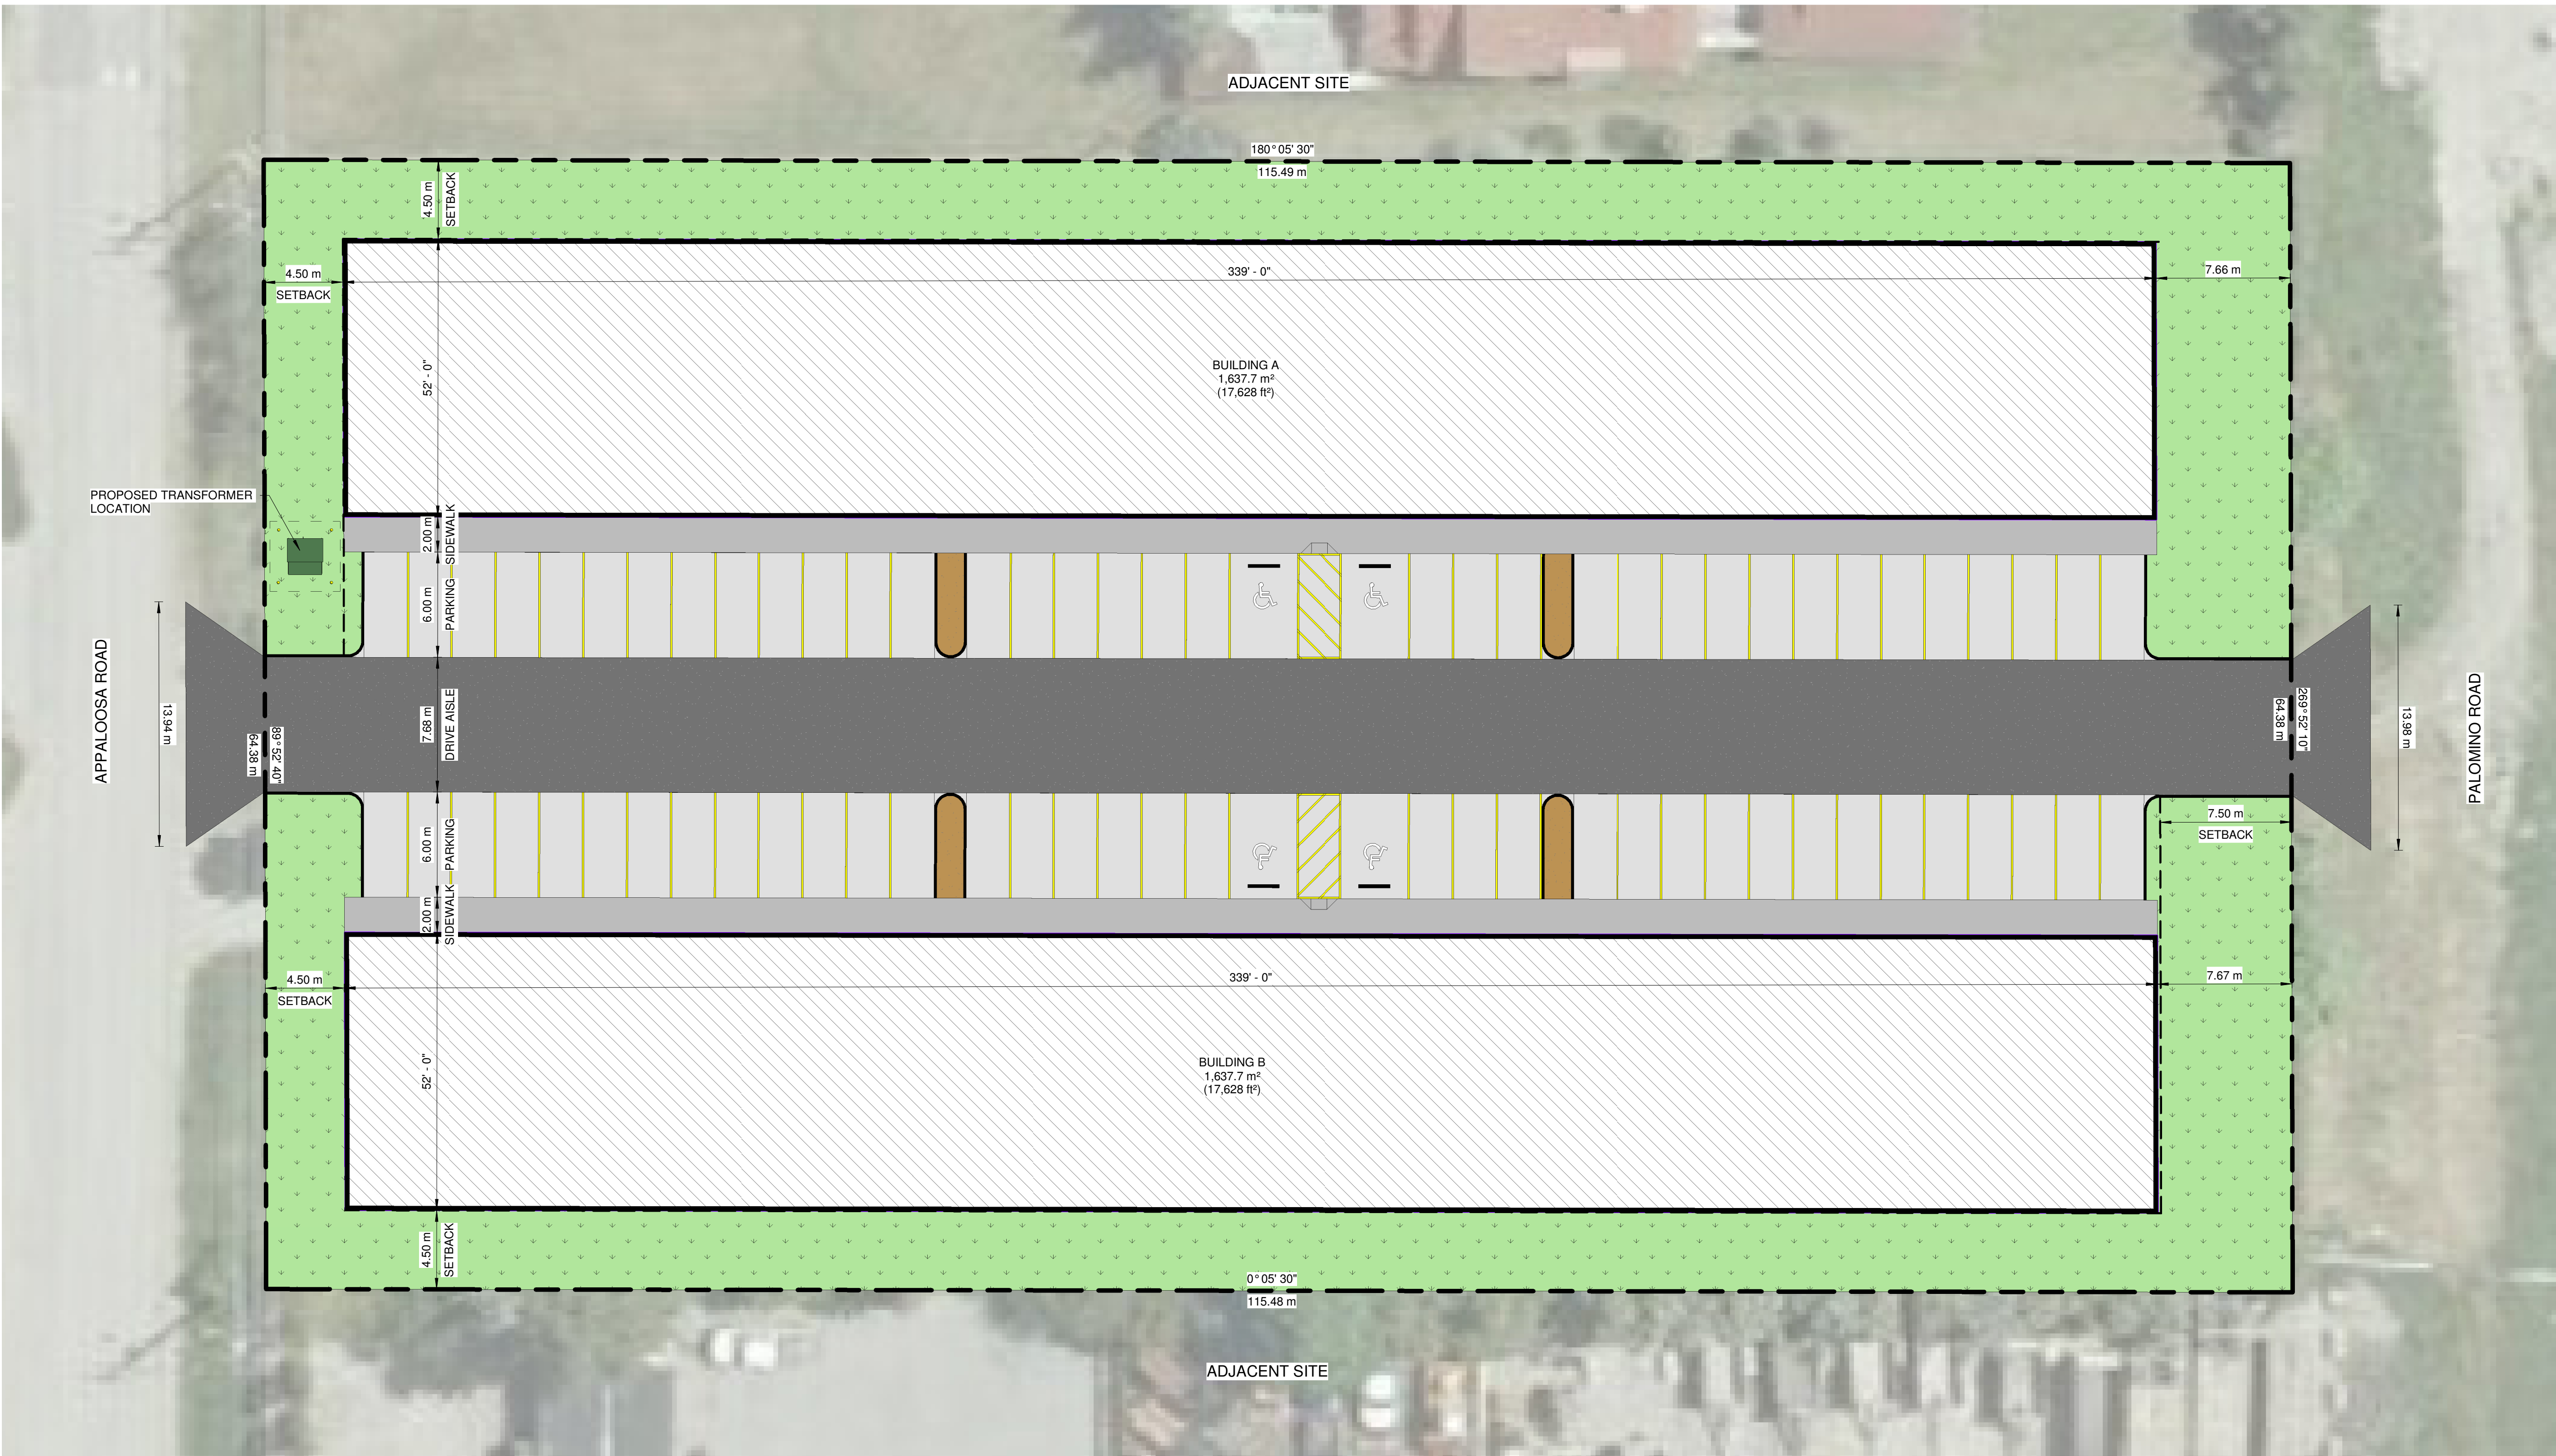 ADJACENT SITE
180° 05' 30"
115.49 m
4.50 m
SETBACK
4.50 m
SETBACK
339' - 0"
7.66 m
52' - 0"
BUILDING A
1,637.7 m²
(17,628 ft²)
PROPOSED TRANSFORMER
LOCATION
2.00 m
SIDEWALK
6.00 m
PARKING
APPALOOSA ROAD
13.94 m
64.38 m
89° 52' 40"
7.68 m
DRIVE AISLE
64.38 m
269° 52' 10"
13.98 m
PALOMINO ROAD
6.00 m
PARKING
7.50 m
SETBACK
2.00 m
SIDEWALK
4.50 m
SETBACK
339' - 0"
7.67 m
52' - 0"
BUILDING B
1,637.7 m²
(17,628 ft²)
4.50 m
SETBACK
0° 05' 30"
115.48 m
ADJACENT SITE